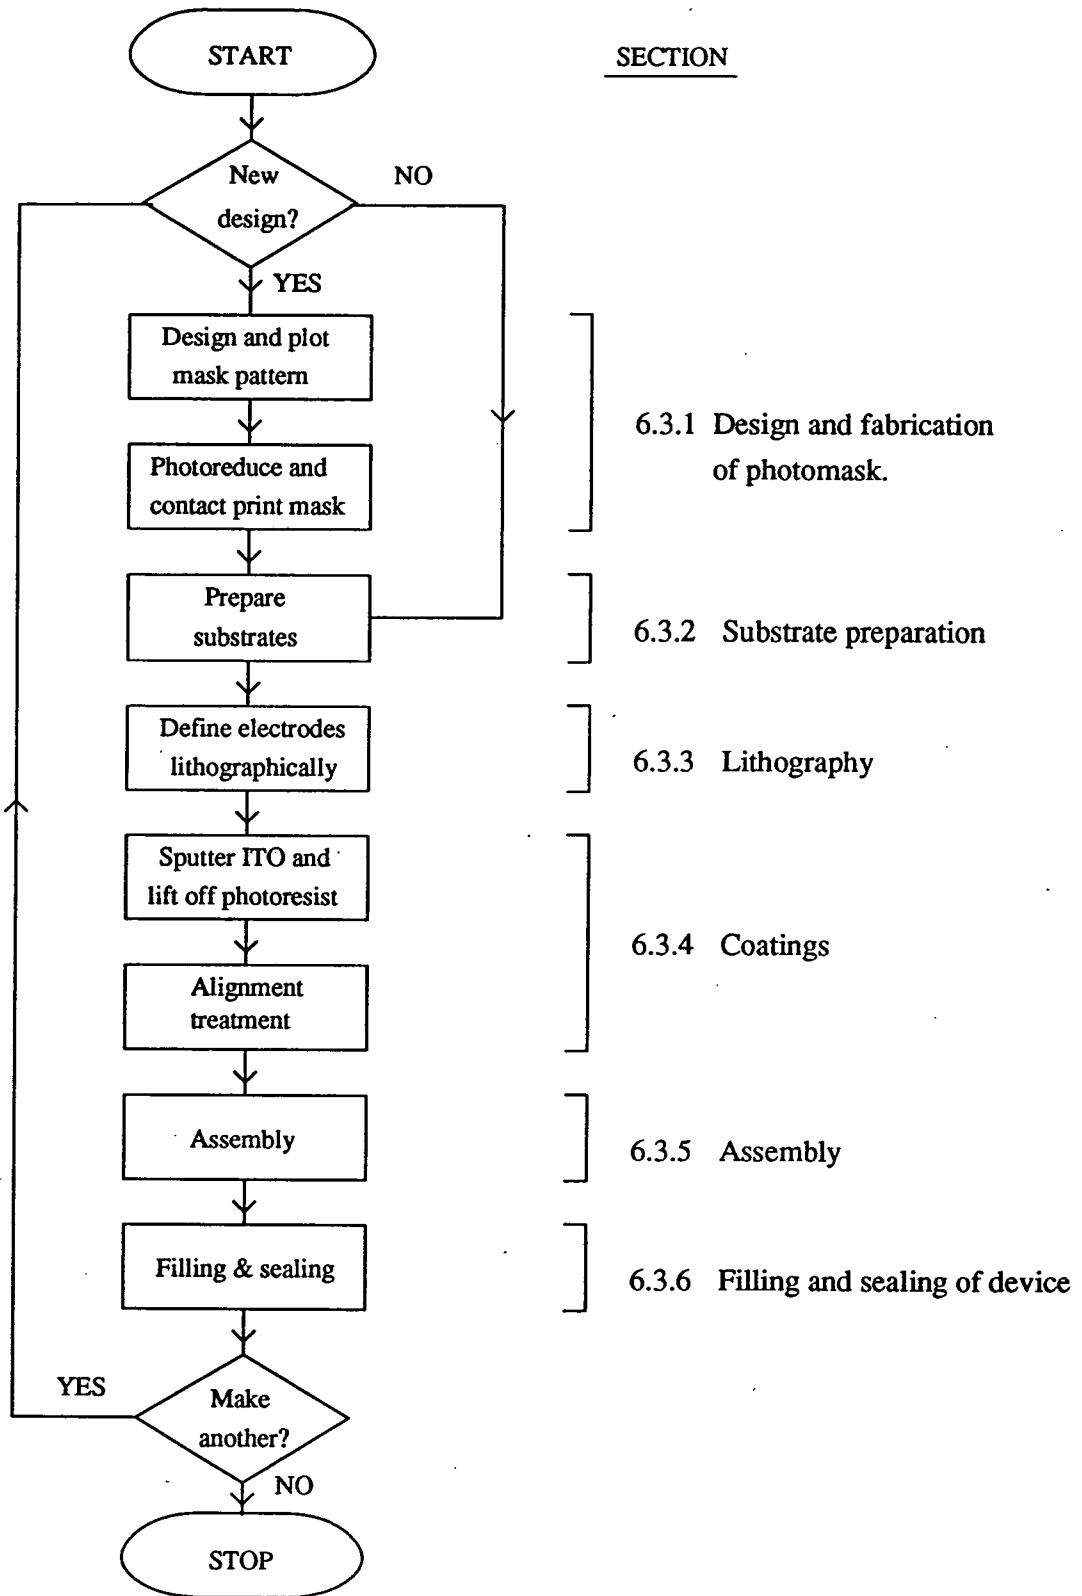 START
SECTION
New
design?
NO
YES
Design and plot
mask pattern
Photoreduce and
contact print mask
6.3.1 Design and fabrication
of photomask.
Prepare
substrates
6.3.2 Substrate preparation
Define electrodes
lithographically
6.3.3 Lithography
Sputter ITO and
lift off photoresist
Alignment
treatment
6.3.4 Coatings
Assembly
6.3.5 Assembly
Filling & sealing
6.3.6 Filling and sealing of device
YES
Make
another?
NO
STOP